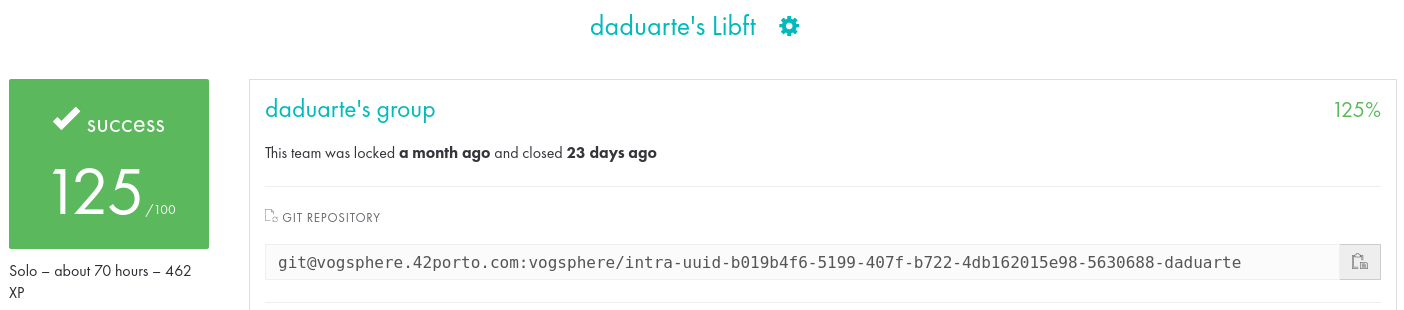 daduarte's Libft
success
125 /100
Solo – about 70 hours – 462
XP
daduarte's group
125%
This team was locked a month ago and closed 23 days ago
GIT REPOSITORY
git@vogsphere.42porto.com:vogsphere/intra-uuid-b019b4f6-5199-407f-b722-4db162015e98-5630688-daduarte